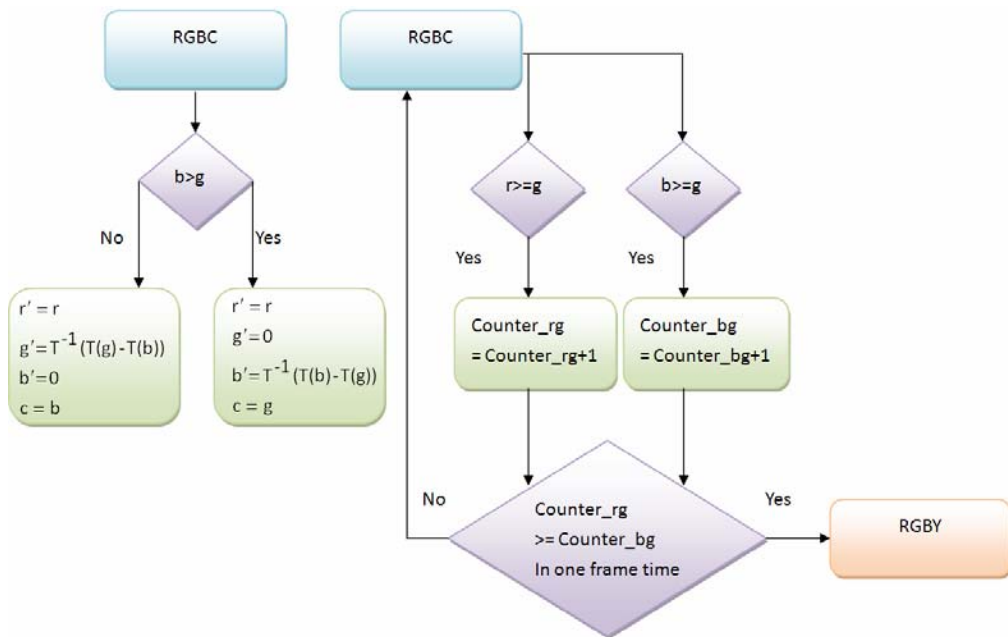 RGBC
b>g
No
Yes
r' = r
g'=T⁻¹(T(g)-T(b))
b'=0
c = b
r' = r
g'=0
b'=T⁻¹(T(b)-T(g))
c = g
RGBC
r>=g
b>=g
Yes
Yes
Counter_rg
= Counter_rg+1
Counter_bg
= Counter_bg+1
No
Counter_rg
>= Counter_bg
In one frame time
Yes
RGBY